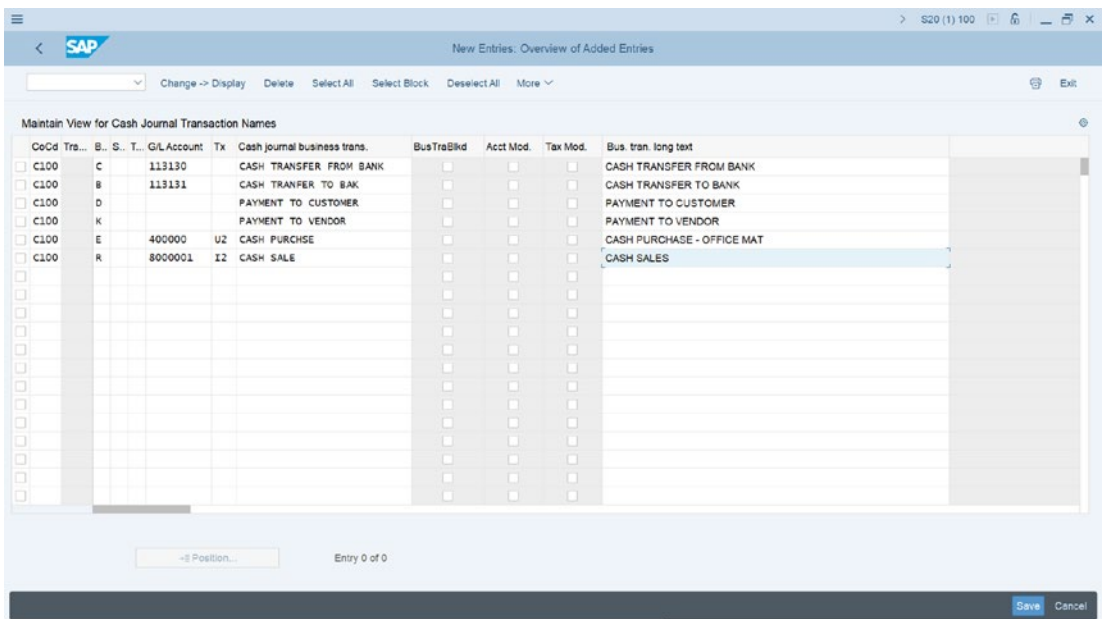 S20 (1) 100
SAP
New Entries: Overview of Added Entries
Change -> Display Delete Select All Select Block Deselect All More Exit
Maintain View for Cash Journal Transaction Names
CoCd Tra... B.. S.. T... G/L Account Tx Cash journal business trans. BusTraBlkd Acct Mod. Tax Mod. Bus. tran. long text
C100 C 113130 CASH TRANSFER FROM BANK CASH TRANSFER FROM BANK
C100 B 113131 CASH TRANFER TO BAK CASH TRANSFER TO BANK
C100 D PAYMENT TO CUSTOMER PAYMENT TO CUSTOMER
C100 K PAYMENT TO VENDOR PAYMENT TO VENDOR
C100 E 400000 U2 CASH PURCHSE CASH PURCHASE - OFFICE MAT
C100 R 8000001 I2 CASH SALE CASH SALES
Position... Entry 0 of 0
Save Cancel